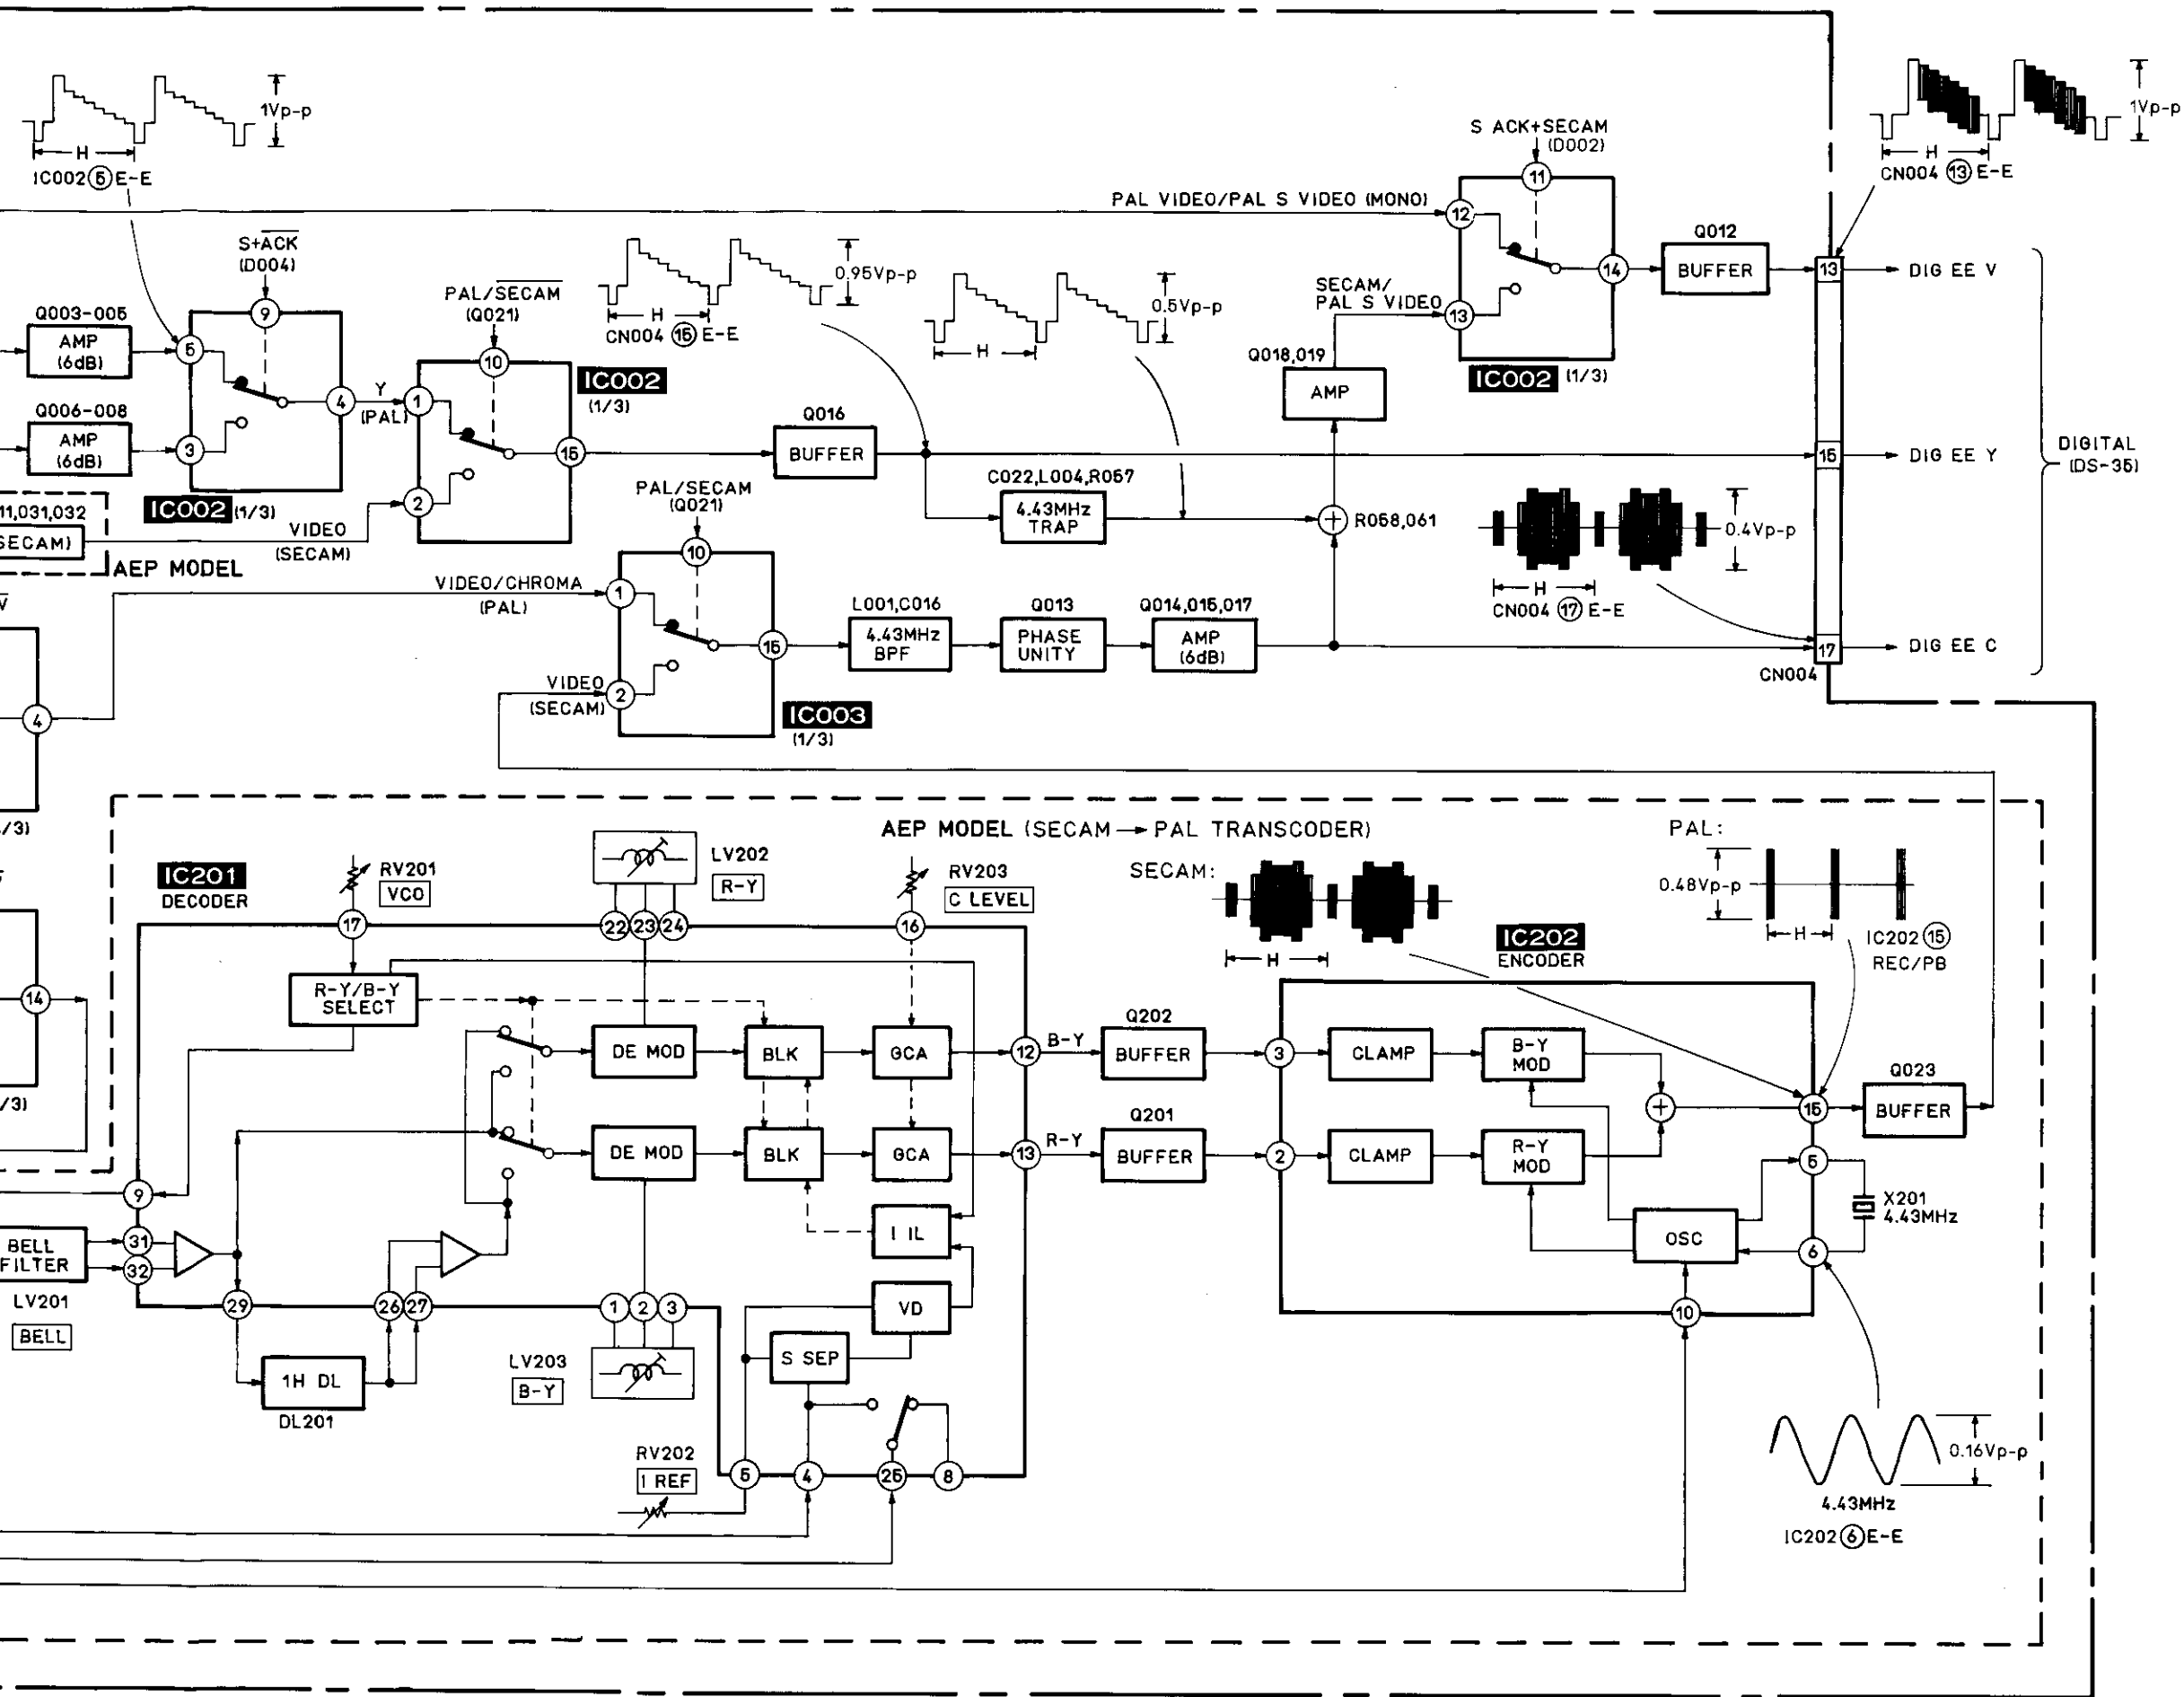 1Vp-p
H
IC002 5 E-E
S+ACK
(D004)
Q003-005
AMP
(6dB)
5
9
4
3
Q006-008
AMP
(6dB)
IC002 (1/3)
11,031,032
SECAM)
AEP MODEL
VIDEO
(SECAM)
Y
(PAL)
PAL/SECAM
(Q021)
10
1
2
15
IC002
(1/3)
0.95Vp-p
H
CN004 15 E-E
Q016
BUFFER
0.5Vp-p
H
C022,L004,R057
4.43MHz
TRAP
R058,061
Q018,019
AMP
PAL VIDEO/PAL S VIDEO (MONO)
SECAM/
PAL S VIDEO
S ACK+SECAM
(D002)
11
12
13
14
IC002 (1/3)
Q012
BUFFER
1Vp-p
H
CN004 13 E-E
13
DIG EE V
15
DIG EE Y
17
DIG EE C
CN004
DIGITAL
(DS-35)
0.4Vp-p
H
CN004 17 E-E
PAL/SECAM
(Q021)
10
VIDEO/CHROMA
(PAL)
1
VIDEO
(SECAM)
2
15
IC003
(1/3)
L001,C016
4.43MHz
BPF
Q013
PHASE
UNITY
Q014,015,017
AMP
(6dB)
V
4
/3)
14
/3)
AEP MODEL (SECAM → PAL TRANSCODER)
IC201
DECODER
RV201
VCO
17
LV202
R-Y
22 23 24
RV203
C LEVEL
16
R-Y/B-Y
SELECT
DE MOD
BLK
GCA
12
B-Y
DE MOD
BLK
GCA
13
R-Y
I IL
VD
S SEP
9
31
32
BELL
FILTER
LV201
BELL
29
26 27
1H DL
DL201
1 2 3
LV203
B-Y
RV202
I REF
5
4
25
8
Q202
BUFFER
Q201
BUFFER
SECAM:
H
IC202
ENCODER
PAL:
0.48Vp-p
H
IC202 15
REC/PB
3
CLAMP
B-Y
MOD
2
CLAMP
R-Y
MOD
OSC
15
5
6
10
Q023
BUFFER
X201
4.43MHz
0.16Vp-p
4.43MHz
IC202 6 E-E